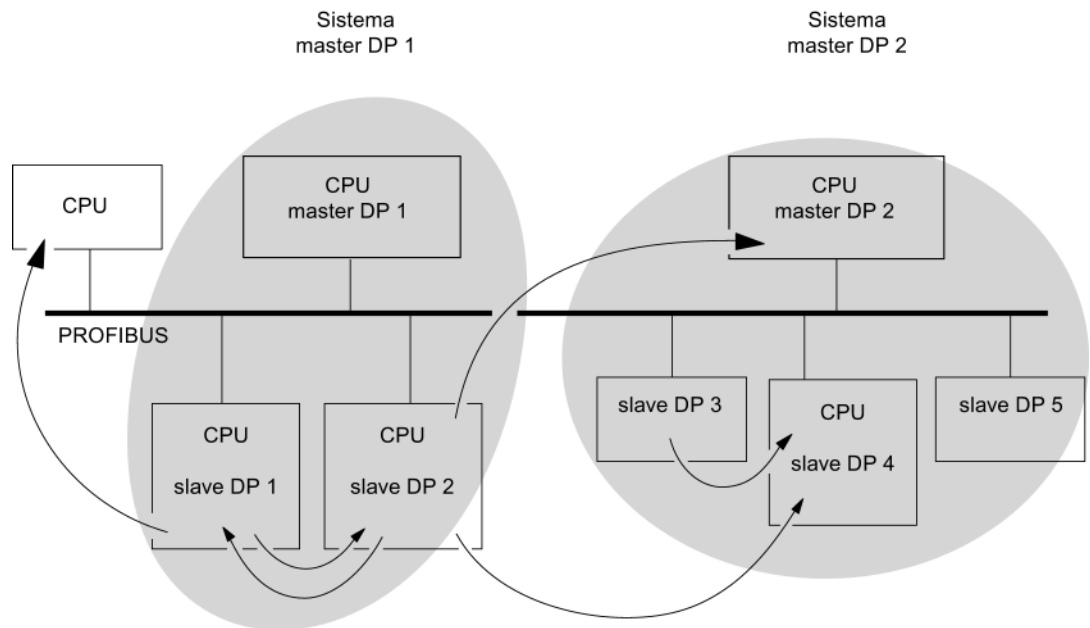 Sistema
master DP 1
Sistema
master DP 2
CPU
CPU
master DP 1
CPU
master DP 2
PROFIBUS
CPU
slave DP 1
CPU
slave DP 2
slave DP 3
CPU
slave DP 4
slave DP 5